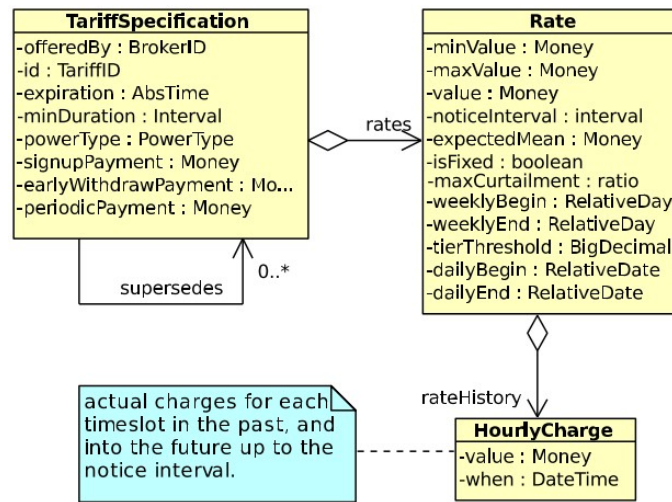 TariffSpecification
-offeredBy : BrokerID
-id : TariffID
-expiration : AbsTime
-minDuration : Interval
-powerType : PowerType
-signupPayment : Money
-earlyWithdrawPayment : Mo...
-periodicPayment : Money
rates
Rate
-minValue : Money
-maxValue : Money
-value : Money
-noticeInterval : interval
-expectedMean : Money
-isFixed : boolean
-maxCurtailment : ratio
-weeklyBegin : RelativeDay
-weeklyEnd : RelativeDay
-tierThreshold : BigDecimal
-dailyBegin : RelativeDate
-dailyEnd : RelativeDate
0..*
supersedes
actual charges for each
timeslot in the past, and
into the future up to the
notice interval.
rateHistory
HourlyCharge
-value : Money
-when : DateTime